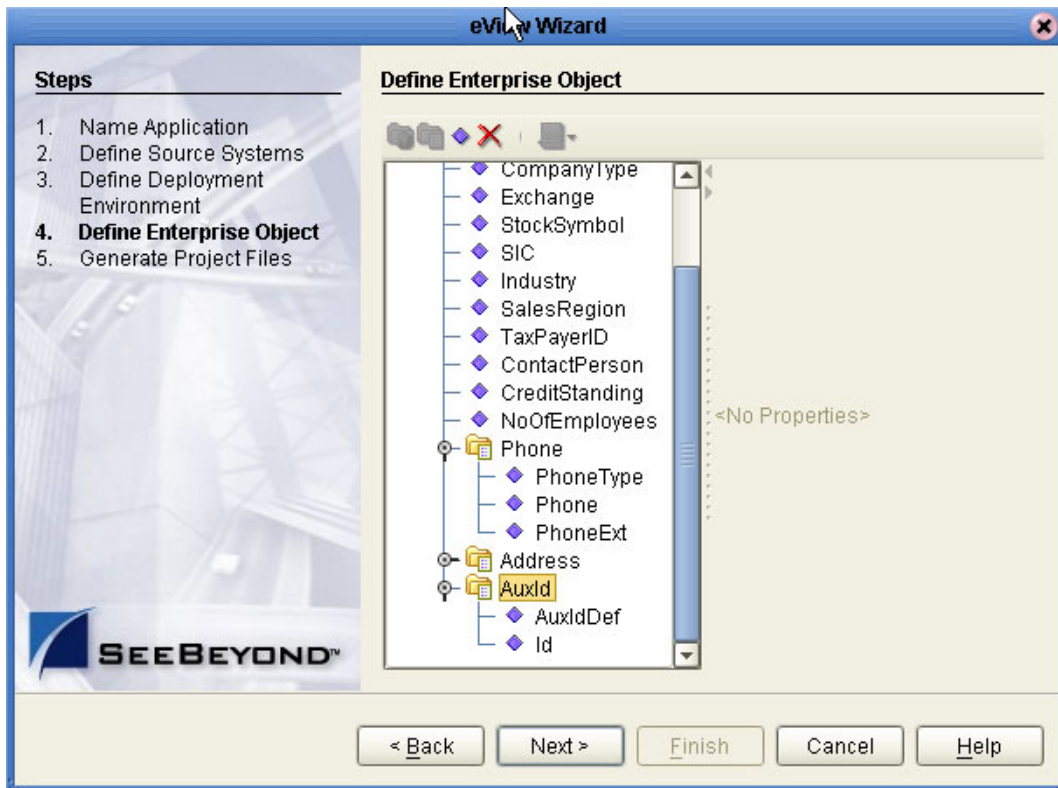 eView Wizard
Steps
1. Name Application
2. Define Source Systems
3. Define Deployment
Environment
4. Define Enterprise Object
5. Generate Project Files
SEEBEYOND™
Define Enterprise Object
CompanyType
Exchange
StockSymbol
SIC
Industry
SalesRegion
TaxPayerID
ContactPerson
CreditStanding
NoOfEmployees
Phone
PhoneType
Phone
PhoneExt
Address
AuxId
AuxIdDef
Id
<No Properties>
< Back
Next >
Finish
Cancel
Help